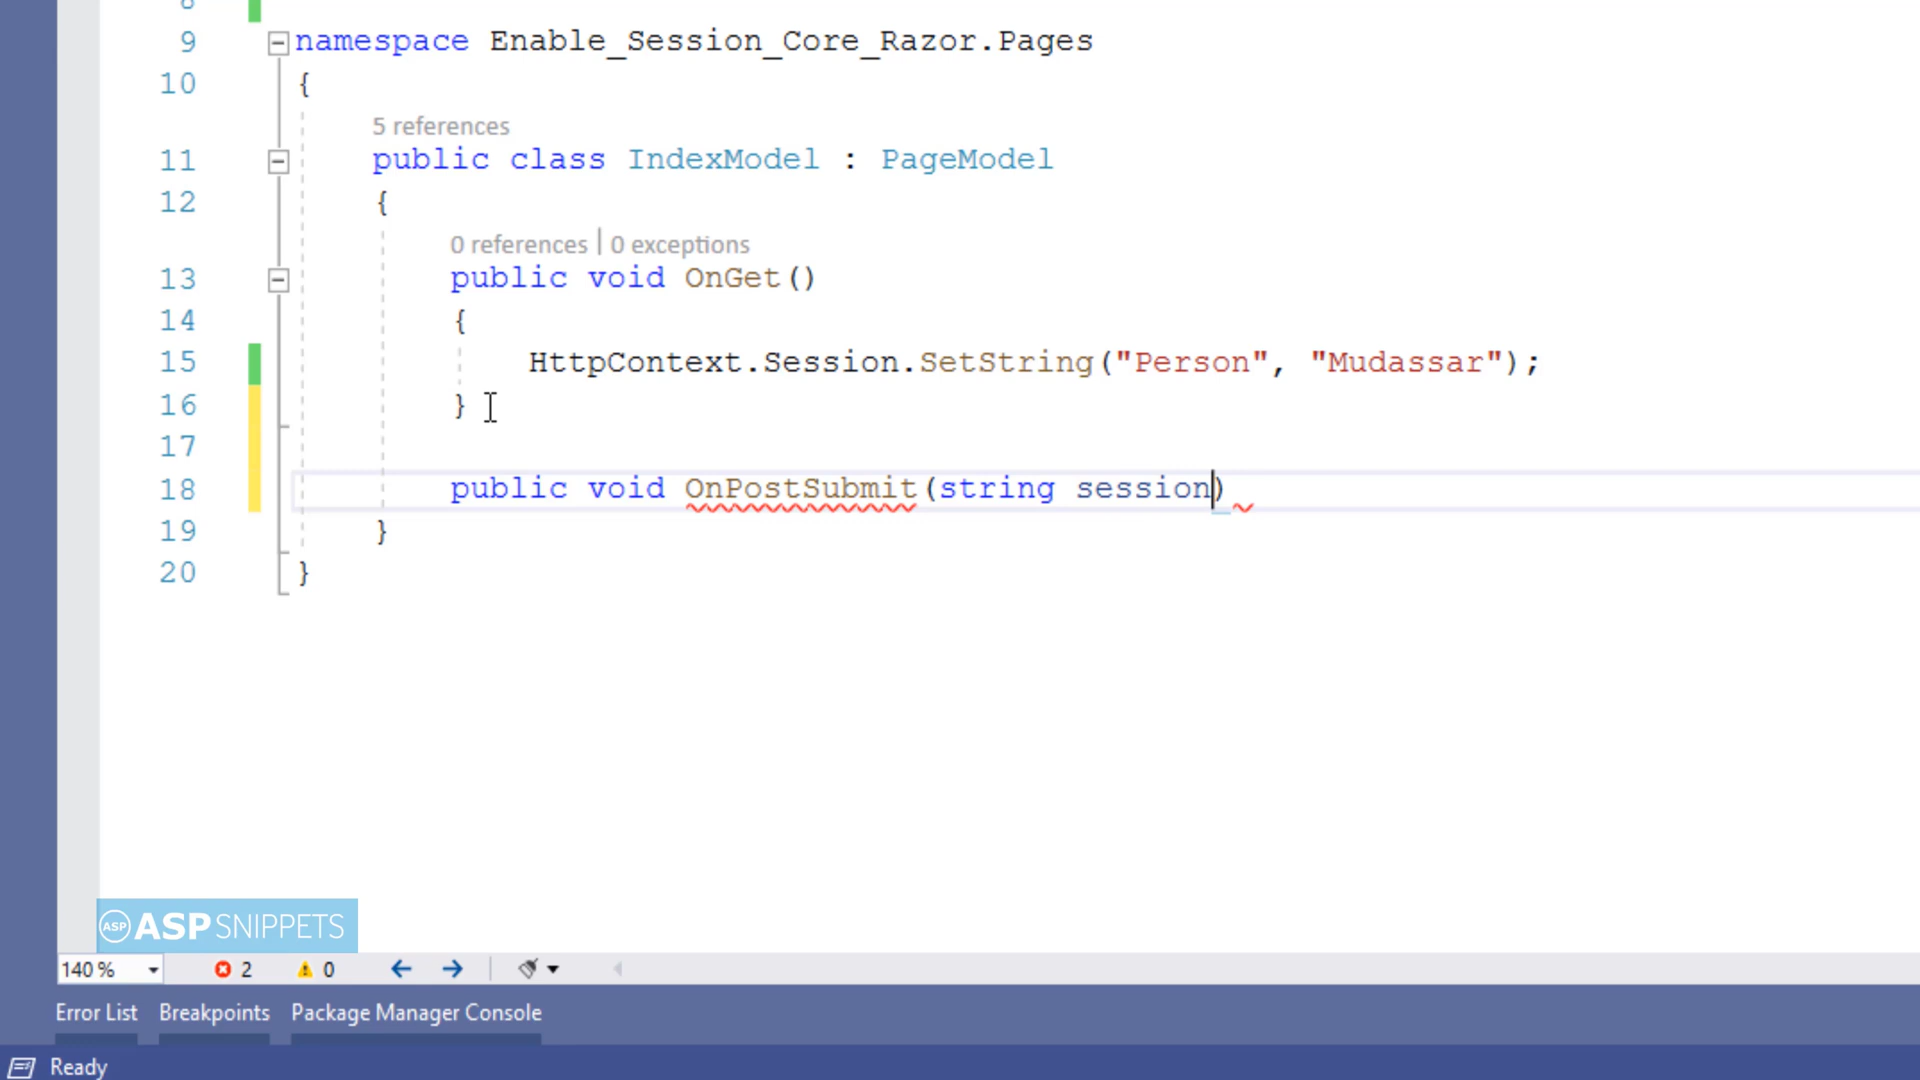 8
9 namespace Enable_Session_Core_Razor.Pages
10 {
5 references
11 public class IndexModel : PageModel
12 {
0 references | 0 exceptions
13 public void OnGet()
14 {
15 HttpContext.Session.SetString("Person", "Mudassar");
16 }
17
18 public void OnPostSubmit(string session)
19 }
20 }
ASP ASPSNIPPETS
140 % 2 0
Error List Breakpoints Package Manager Console
Ready